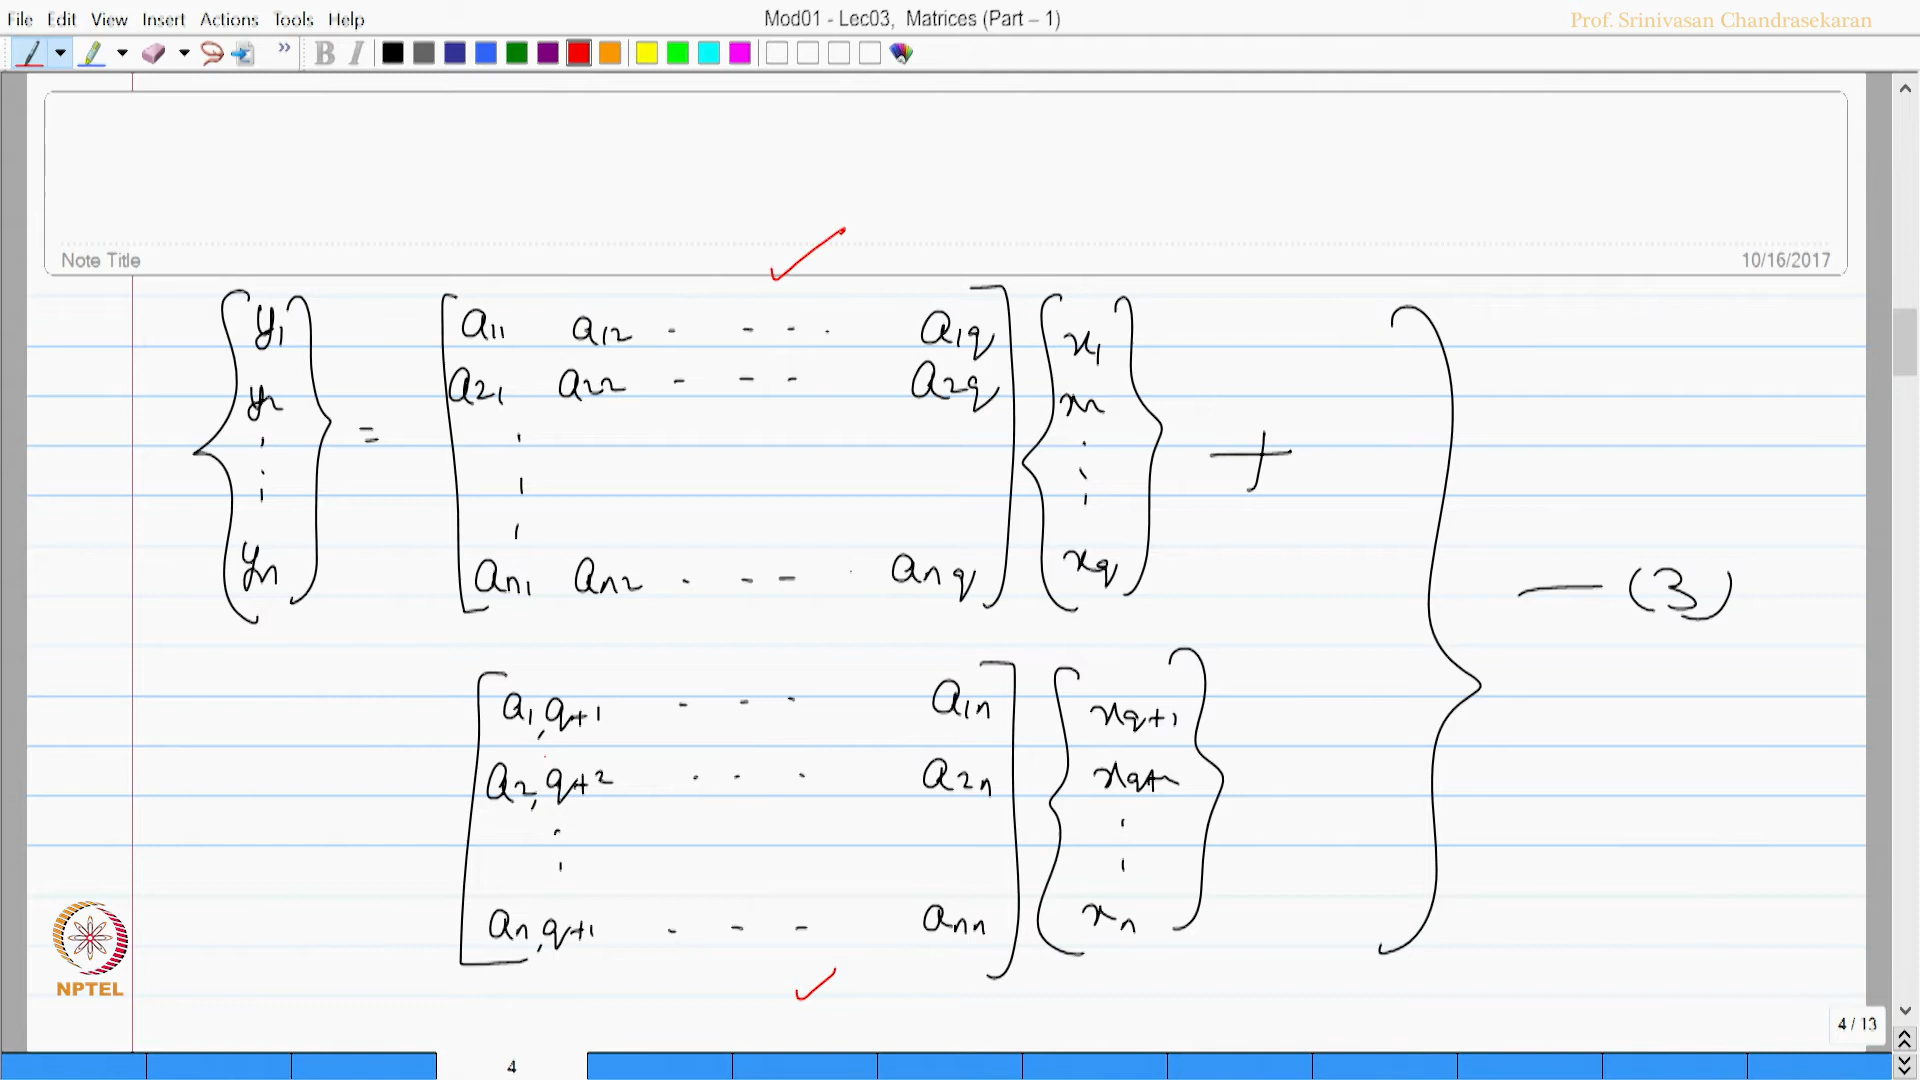 File Edit View Insert Actions Tools Help
Mod01 - Lec03, Matrices (Part – 1)
Prof. Srinivasan Chandrasekaran
B I
Note Title
10/16/2017
y1 a11 a12 - - - - . a1q x1
y2 = a21 a22 - - - a2q x2 +
yn an1 an2 - - - . anq xq
— (3)
a1,q+1 - - - a1n xq+1
a2,q+2 . . . a2n xq+2
an,q+1 - - - ann xn
NPTEL
4 / 13
4